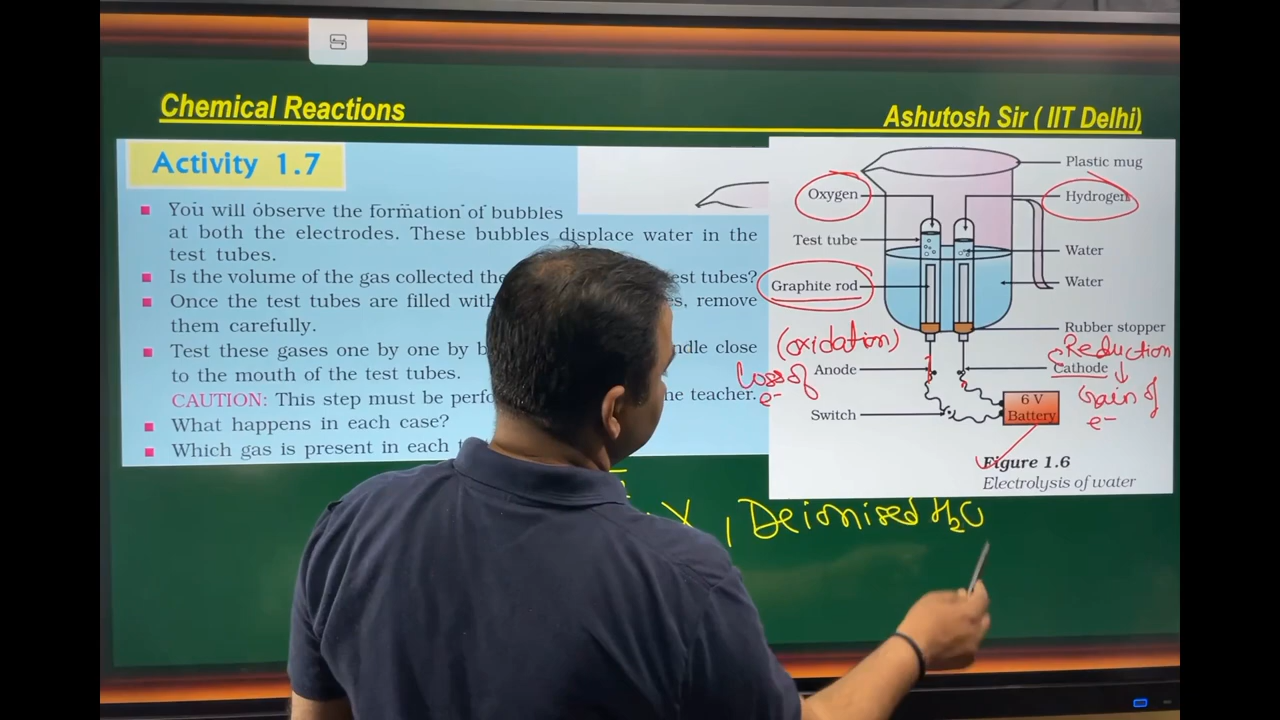 Chemical Reactions
Ashutosh Sir ( IIT Delhi)
Activity 1.7
You will observe the formation of bubbles
at both the electrodes. These bubbles displace water in the
test tubes.
Is the volume of the gas collected the
est tubes?
Once the test tubes are filled with
es, remove
them carefully.
Test these gases one by one by b
ndle close
to the mouth of the test tubes.
CAUTION: This step must be perfo
he teacher.
What happens in each case?
Which gas is present in each t
Plastic mug
Oxygen
Hydrogen
Test tube
Water
Graphite rod
Water
Rubber stopper
(oxidation)
Reduction
Anode
Cathode
Loss of
e-
Gain of
e-
6 V
Battery
Switch
Figure 1.6
Electrolysis of water
X , Deionised H2O